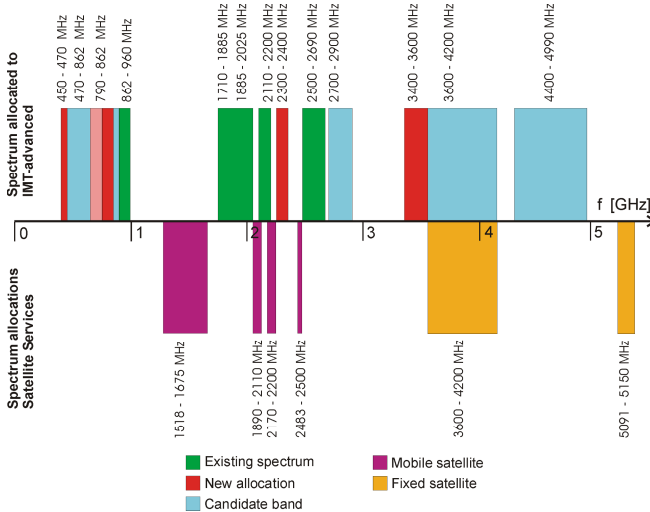 Spectrum allocated to
IMT-advanced
450 - 470 MHz
470 - 862 MHz
790 - 862 MHz
862 - 960 MHz
1710 - 1885 MHz
1885 - 2025 MHz
2110 - 2200 MHz
2300 - 2400 MHz
2500 - 2690 MHz
2700 - 2900 MHz
3400 - 3600 MHz
3600 - 4200 MHz
4400 - 4990 MHz
f [GHz]
0 1 2 3 4 5
Spectrum allocations
Satellite Services
1518 - 1675 MHz
1890 - 2110 MHz
2170 - 2200 MHz
2483 - 2500 MHz
3600 - 4200 MHz
5091 - 5150 MHz
Existing spectrum
New allocation
Candidate band
Mobile satellite
Fixed satellite